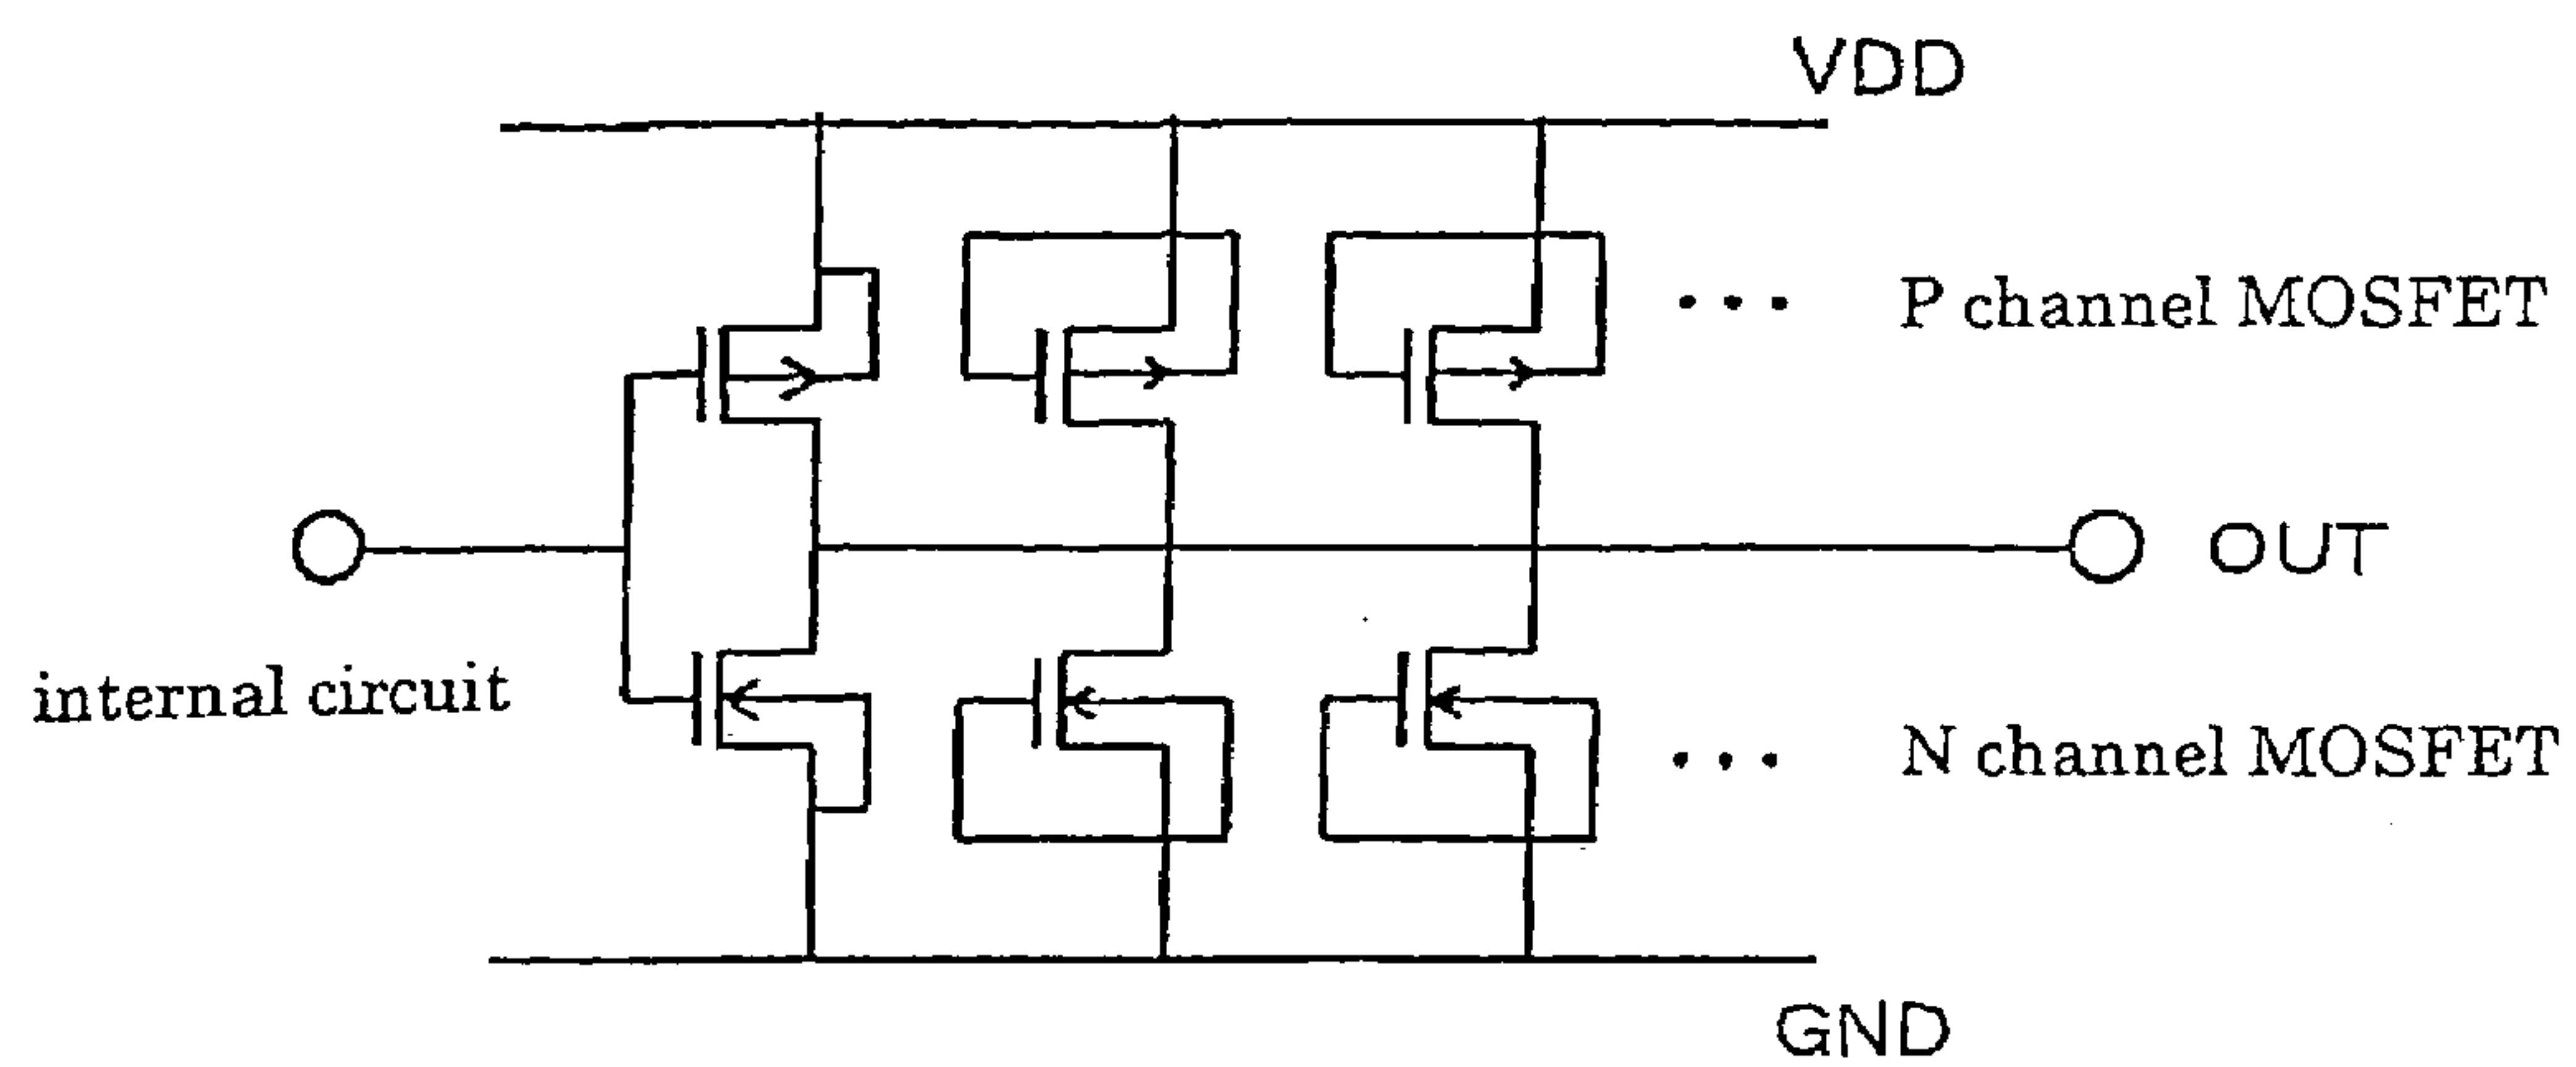 VDD
P channel MOSFET
OUT
internal circuit
N channel MOSFET
GND